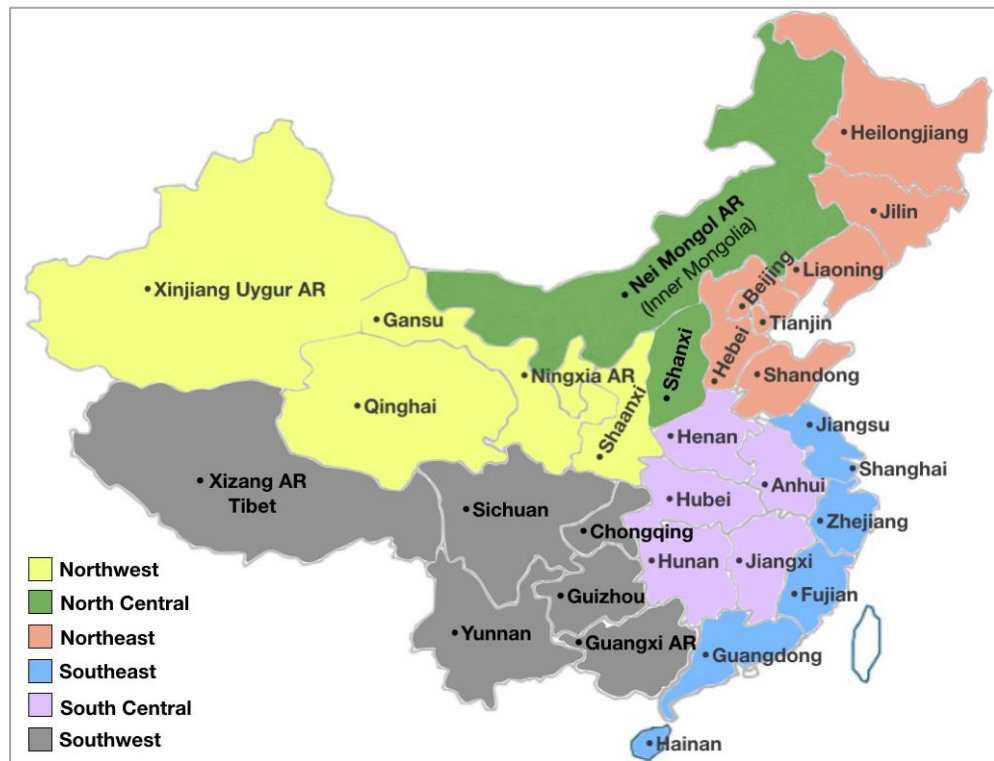 Heilongjiang
Jilin
Nei Mongol AR
(Inner Mongolia)
Liaoning
Beijing
Xinjiang Uygur AR
Gansu
Tianjin
Hebei
Shanxi
Shandong
Ningxia AR
Qinghai
Shaanxi
Jiangsu
Henan
Shanghai
Xizang AR
Tibet
Anhui
Hubei
Sichuan
Zhejiang
Chongqing
Hunan
Jiangxi
Guizhou
Fujian
Yunnan
Guangxi AR
Guangdong
Hainan
Northwest
North Central
Northeast
Southeast
South Central
Southwest